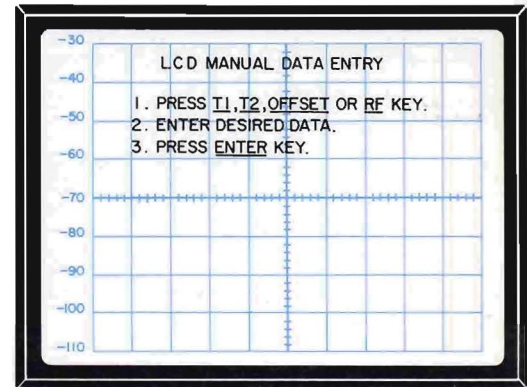 LCD MANUAL DATA ENTRY
1. PRESS T1,T2,OFFSET OR RF KEY.
2. ENTER DESIRED DATA.
3. PRESS ENTER KEY.
-30
-40
-50
-60
-70
-80
-90
-100
-110